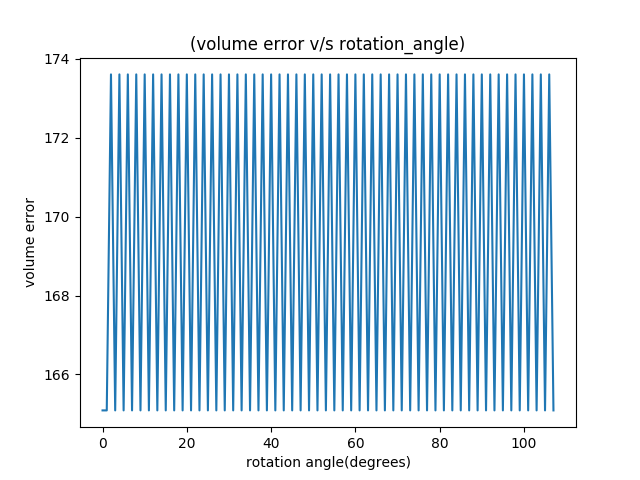 (volume error v/s rotation_angle)
174
172
170
168
166
volume error
0 20 40 60 80 100
rotation angle(degrees)